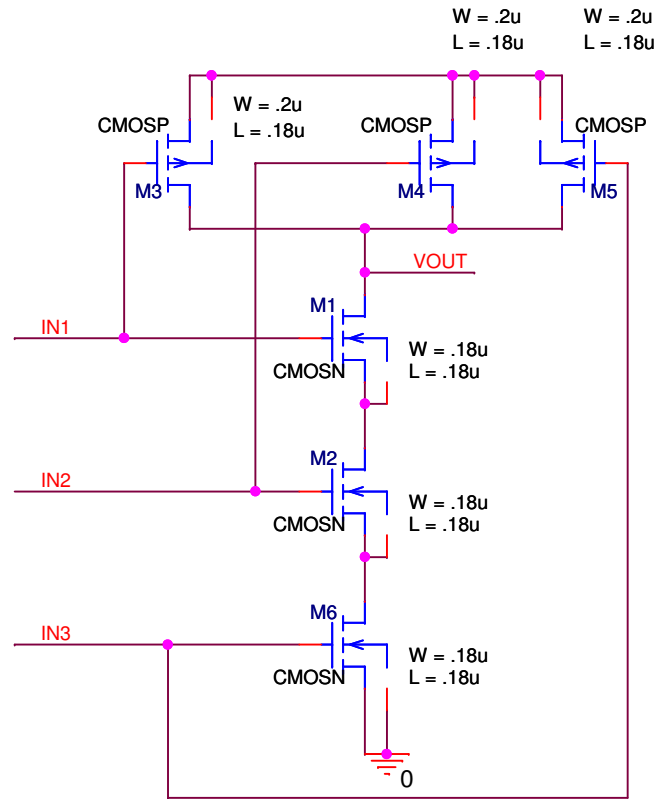 W = .2u
L = .18u
W = .2u
L = .18u
W = .2u
L = .18u
CMOSP
M3
CMOSP
M4
CMOSP
M5
VOUT
M1
IN1
W = .18u
L = .18u
CMOSN
M2
IN2
W = .18u
L = .18u
CMOSN
M6
IN3
W = .18u
L = .18u
CMOSN
0